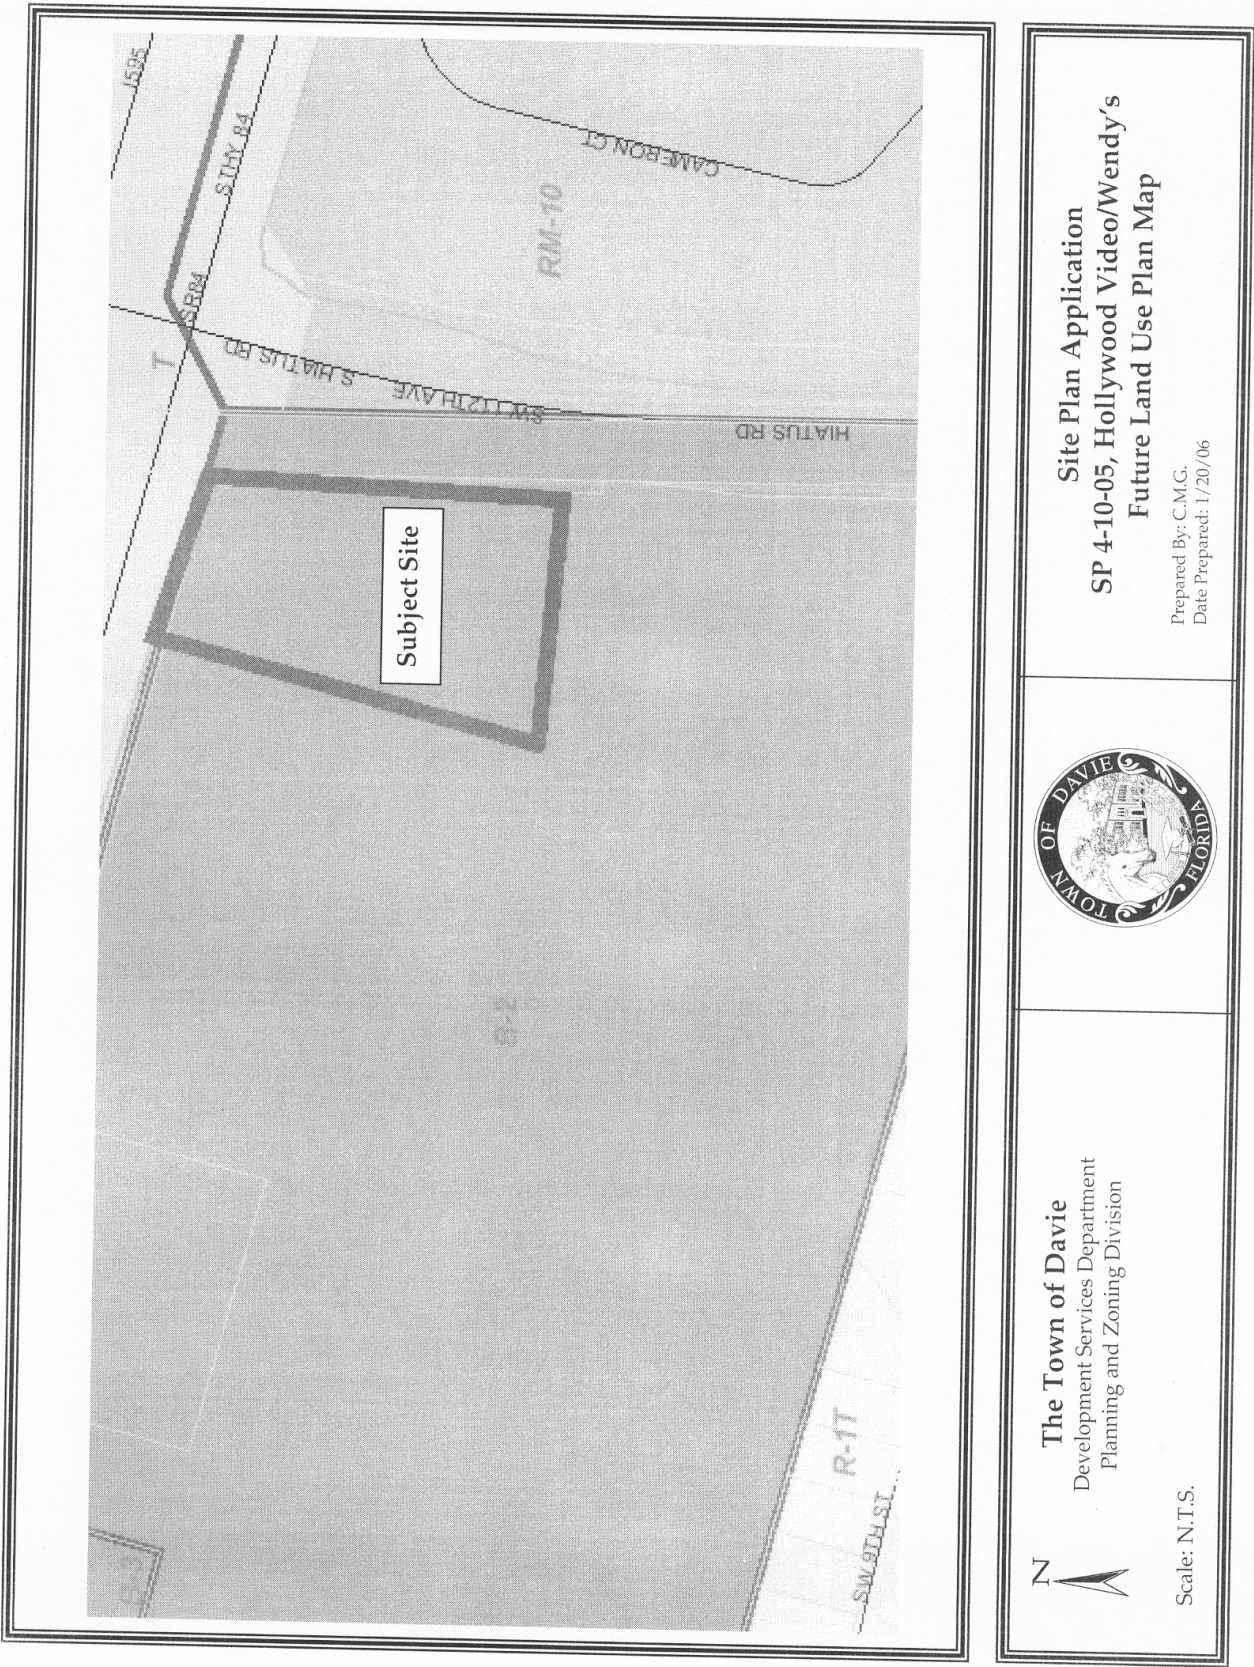 I595
STHY 84
SR84
T
S HIATUS RD
SW 112TH AVE
HIATUS RD
CAMERON CT
RM-10
Subject Site
B-2
B-3
R-1T
SW 9TH ST
N
Scale: N.T.S.
The Town of Davie
Development Services Department
Planning and Zoning Division
TOWN OF DAVIE
FLORIDA
Site Plan Application
SP 4-10-05, Hollywood Video/Wendy's
Future Land Use Plan Map
Prepared By: C.M.G.
Date Prepared: 1/20/06